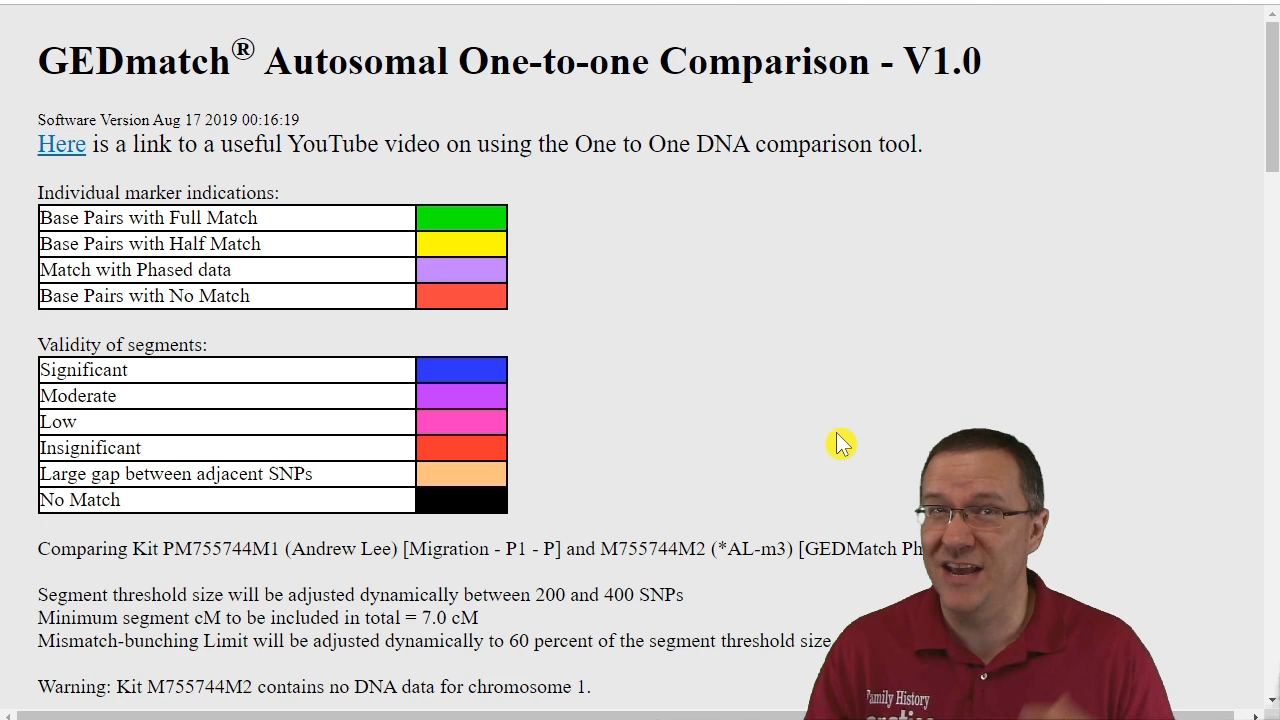 GEDmatch® Autosomal One-to-one Comparison - V1.0
Software Version Aug 17 2019 00:16:19
Here is a link to a useful YouTube video on using the One to One DNA comparison tool.
Individual marker indications:
Base Pairs with Full Match
Base Pairs with Half Match
Match with Phased data
Base Pairs with No Match
Validity of segments:
Significant
Moderate
Low
Insignificant
Large gap between adjacent SNPs
No Match
Comparing Kit PM755744M1 (Andrew Lee) [Migration - P1 - P] and M755744M2 (*AL-m3) [GEDMatch Ph
Segment threshold size will be adjusted dynamically between 200 and 400 SNPs
Minimum segment cM to be included in total = 7.0 cM
Mismatch-bunching Limit will be adjusted dynamically to 60 percent of the segment threshold size
Warning: Kit M755744M2 contains no DNA data for chromosome 1.
Family History